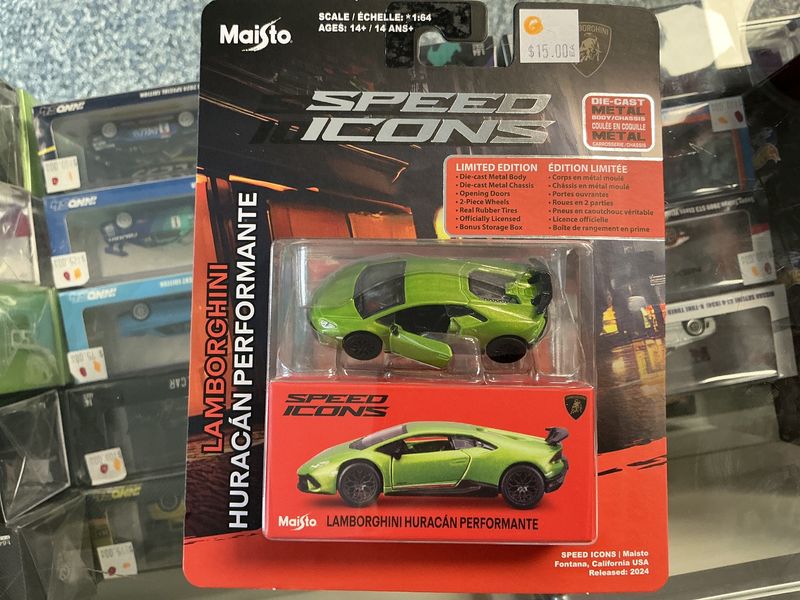 Maisto
SCALE / ÉCHELLE: *1:64
AGES: 14+ / 14 ANS+
$15.00
LAMBORGHINI
SPEED
ICONS
DIE-CAST
METAL
BODY/CHASSIS
COULÉE EN COQUILLE
METAL
CARROSSERIE/CHASSIS
LIMITED EDITION
• Die-cast Metal Body
• Die-cast Metal Chassis
• Opening Doors
• 2-Piece Wheels
• Real Rubber Tires
• Officially Licensed
• Bonus Storage Box
ÉDITION LIMITÉE
• Corps en métal moulé
• Châssis en métal moulé
• Portes ouvrantes
• Roues en 2 parties
• Pneus en caoutchouc véritable
• Licence officielle
• Boîte de rangement en prime
LAMBORGHINI
HURACÁN PERFORMANTE
SPEED
ICONS
Maisto
LAMBORGHINI HURACÁN PERFORMANTE
SPEED ICONS | Maisto
Fontana, California USA
Released: 2024
CAR